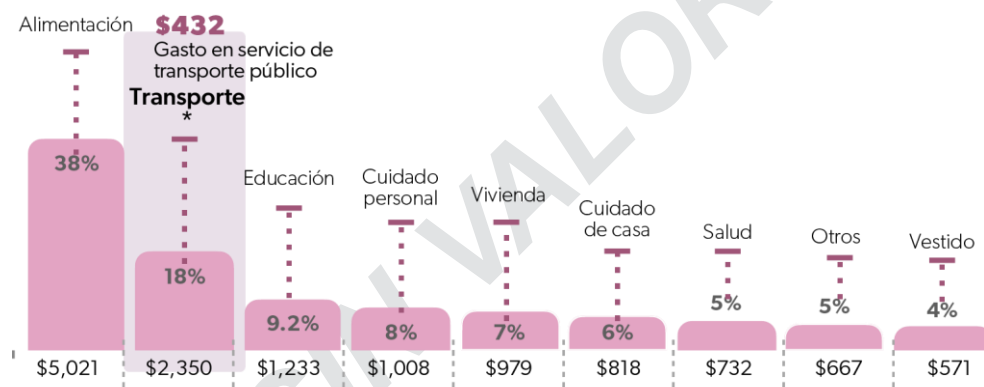 Alimentación
$432
Gasto en servicio de
transporte público
Transporte
*
Educación
Cuidado
personal
Vivienda
Cuidado
de casa
Salud
Otros
Vestido
38%
18%
9.2%
8%
7%
6%
5%
5%
4%
$5,021
$2,350
$1,233
$1,008
$979
$818
$732
$667
$571